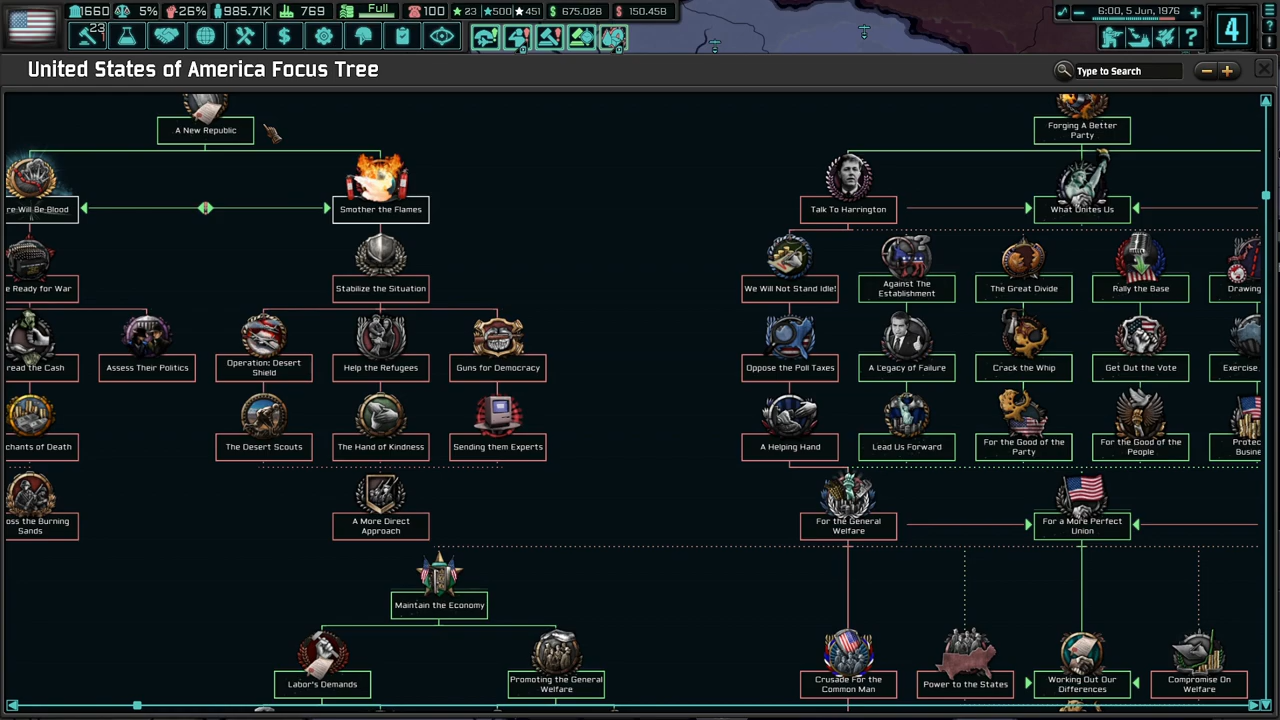 1660 5% 26% 985.71K 769 Full 100 23 500 451 $ 675.02B $ 150.45B 6:00, 5 Jun, 1976 4
23
United States of America Focus Tree
Type to Search
A New Republic
Forging A Better
Party
re Will Be Blood
Smother the Flames
Talk To Harrington
What Unites Us
e Ready for War
Stabilize the Situation
We Will Not Stand Idle!
Against The
Establishment
The Great Divide
Rally the Base
Drawing
read the Cash
Assess Their Politics
Operation: Desert
Shield
Help the Refugees
Guns for Democracy
Oppose the Poll Taxes
A Legacy of Failure
Crack the Whip
Get Out the Vote
Exercise
chants of Death
The Desert Scouts
The Hand of Kindness
Sending them Experts
A Helping Hand
Lead Us Forward
For the Good of the
Party
For the Good of the
People
Protec
Busine
oss the Burning
Sands
A More Direct
Approach
For the General
Welfare
For a More Perfect
Union
Maintain the Economy
Labor's Demands
Promoting the General
Welfare
Crusade For the
Common Man
Power to the States
Working Out Our
Differences
Compromise On
Welfare